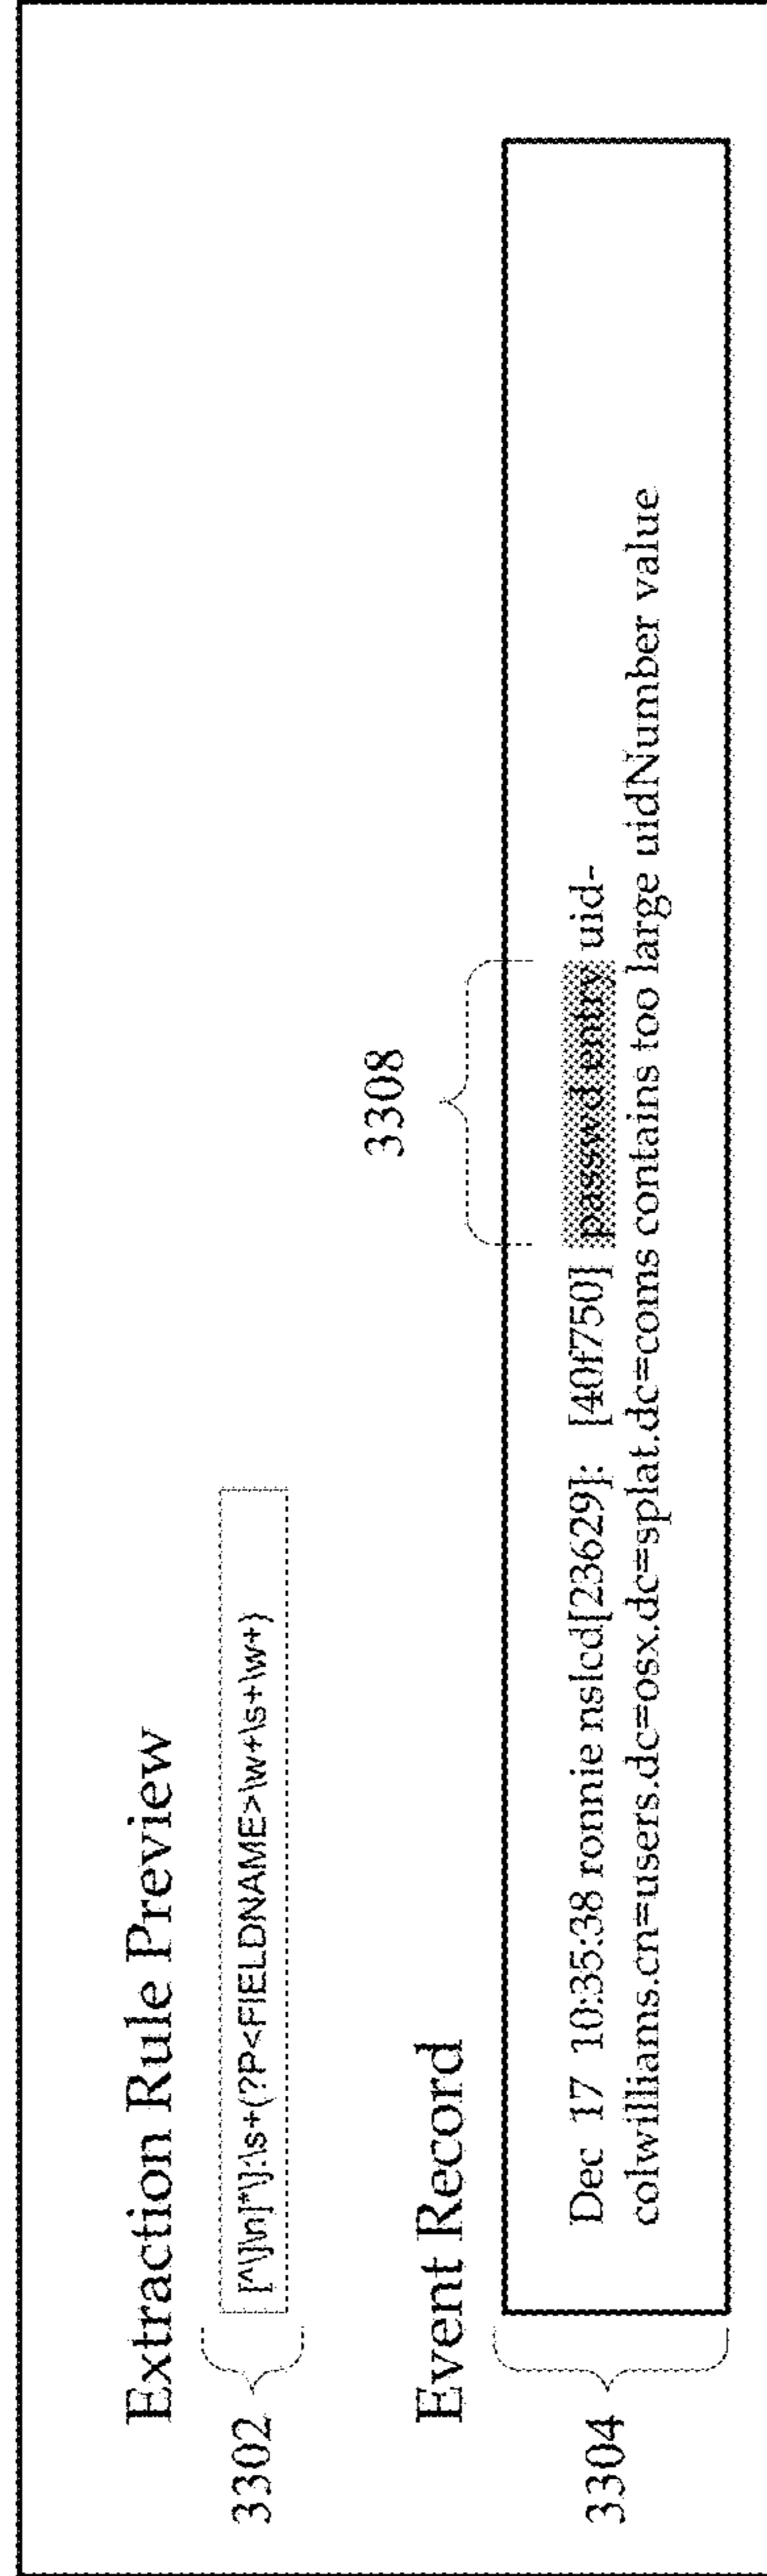 Extraction Rule Preview
3302
[^\]\n]*\]:\s+(?P<FIELDNAME>\w+\s+\w+)
Event Record
3308
3304
Dec 17 10:35:38 ronnie nslcd[23629]: [40f750] passwd entry uid-
colwilliams.cn=users.dc=osx.dc=splat.dc=coms contains too large uidNumber value